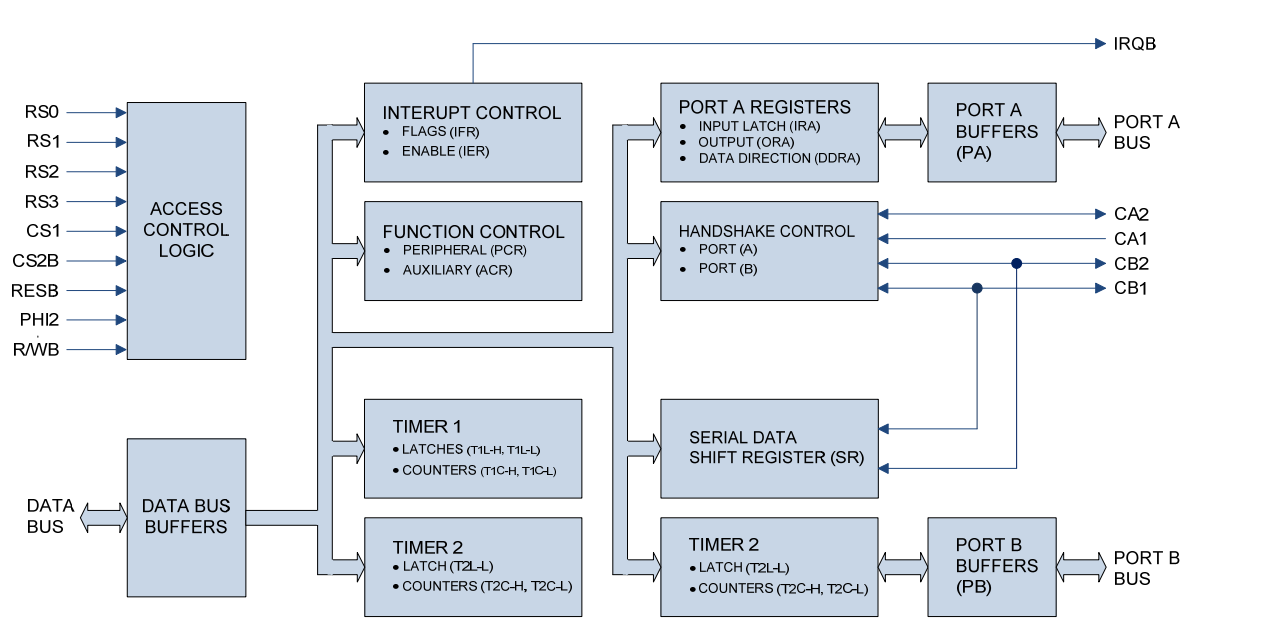 IRQB
RS0
RS1
RS2
RS3
CS1
CS2B
RESB
PHI2
R/WB
ACCESS
CONTROL
LOGIC
DATA
BUS
DATA BUS
BUFFERS
INTERUPT CONTROL
• FLAGS (IFR)
• ENABLE (IER)
FUNCTION CONTROL
• PERIPHERAL (PCR)
• AUXILIARY (ACR)
TIMER 1
• LATCHES (T1L-H, T1L-L)
• COUNTERS (T1C-H, T1C-L)
TIMER 2
• LATCH (T2L-L)
• COUNTERS (T2C-H, T2C-L)
PORT A REGISTERS
• INPUT LATCH (IRA)
• OUTPUT (ORA)
• DATA DIRECTION (DDRA)
PORT A
BUFFERS
(PA)
PORT A
BUS
HANDSHAKE CONTROL
• PORT (A)
• PORT (B)
CA2
CA1
CB2
CB1
SERIAL DATA
SHIFT REGISTER (SR)
TIMER 2
• LATCH (T2L-L)
• COUNTERS (T2C-H, T2C-L)
PORT B
BUFFERS
(PB)
PORT B
BUS